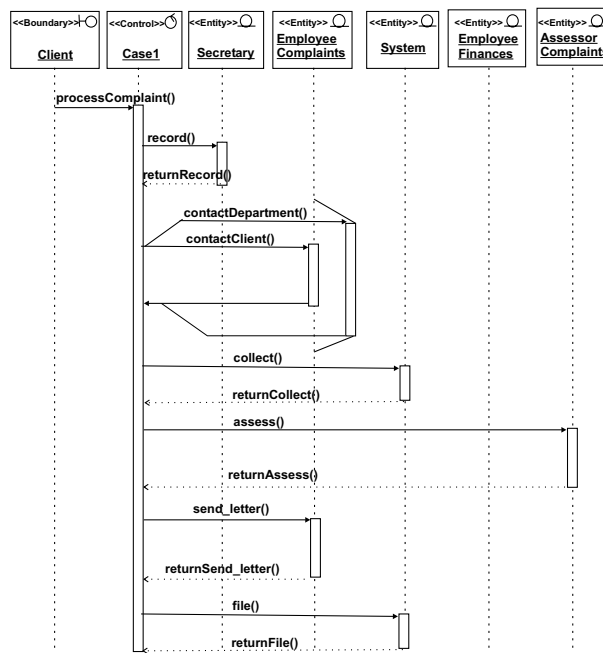 <<Boundary>>
<<Control>>
<<Entity>>
<<Entity>>
<<Entity>>
<<Entity>>
<<Entity>>
Client
Case1
Secretary
Employee
Complaints
System
Employee
Finances
Assessor
Complaints
processComplaint()
record()
returnRecord()
contactDepartment()
contactClient()
collect()
returnCollect()
assess()
returnAssess()
send_letter()
returnSend_letter()
file()
returnFile()